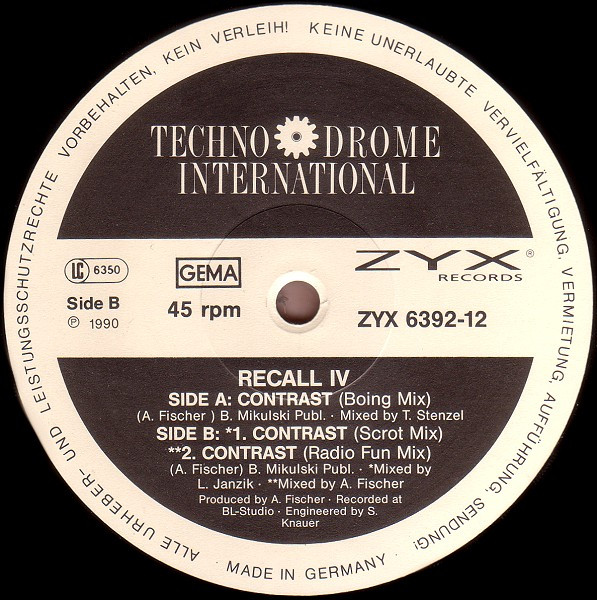 ALLE URHEBER- UND LEISTUNGSSCHUTZRECHTE VORBEHALTEN, KEIN VERLEIH! KEINE UNERLAUBTE VERVIELFÄLTIGUNG, VERMIETUNG, AUFFÜHRUNG, SENDUNG!
TECHNO DROME
INTERNATIONAL
LC 6350
GEMA
ZYX®
RECORDS
Side B
℗ 1990
45 rpm
ZYX 6392-12
RECALL IV
SIDE A: CONTRAST (Boing Mix)
(A. Fischer ) B. Mikulski Publ. · Mixed by T. Stenzel
SIDE B: *1. CONTRAST (Scrot Mix)
**2. CONTRAST (Radio Fun Mix)
(A. Fischer) B. Mikulski Publ. · *Mixed by
L. Janzik · **Mixed by A. Fischer
Produced by A. Fischer · Recorded at
BL-Studio · Engineered by S.
Knauer
· MADE IN GERMANY ·